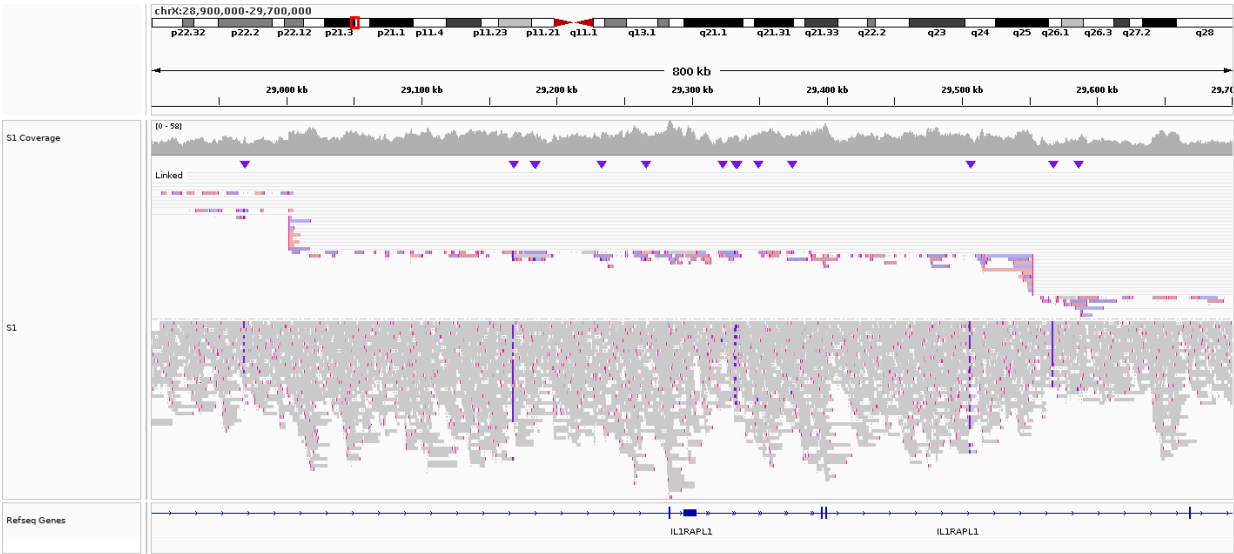 chrX:28,900,000-29,700,000
p22.32 p22.2 p22.12 p21.3 p21.1 p11.4 p11.23 p11.21 q11.1 q13.1 q21.1 q21.31 q21.33 q22.2 q23 q24 q25 q26.1 q26.3 q27.2 q28
800 kb
29,000 kb 29,100 kb 29,200 kb 29,300 kb 29,400 kb 29,500 kb 29,600 kb 29,70
S1 Coverage
[0 - 58]
Linked
S1
Refseq Genes
IL1RAPL1 IL1RAPL1